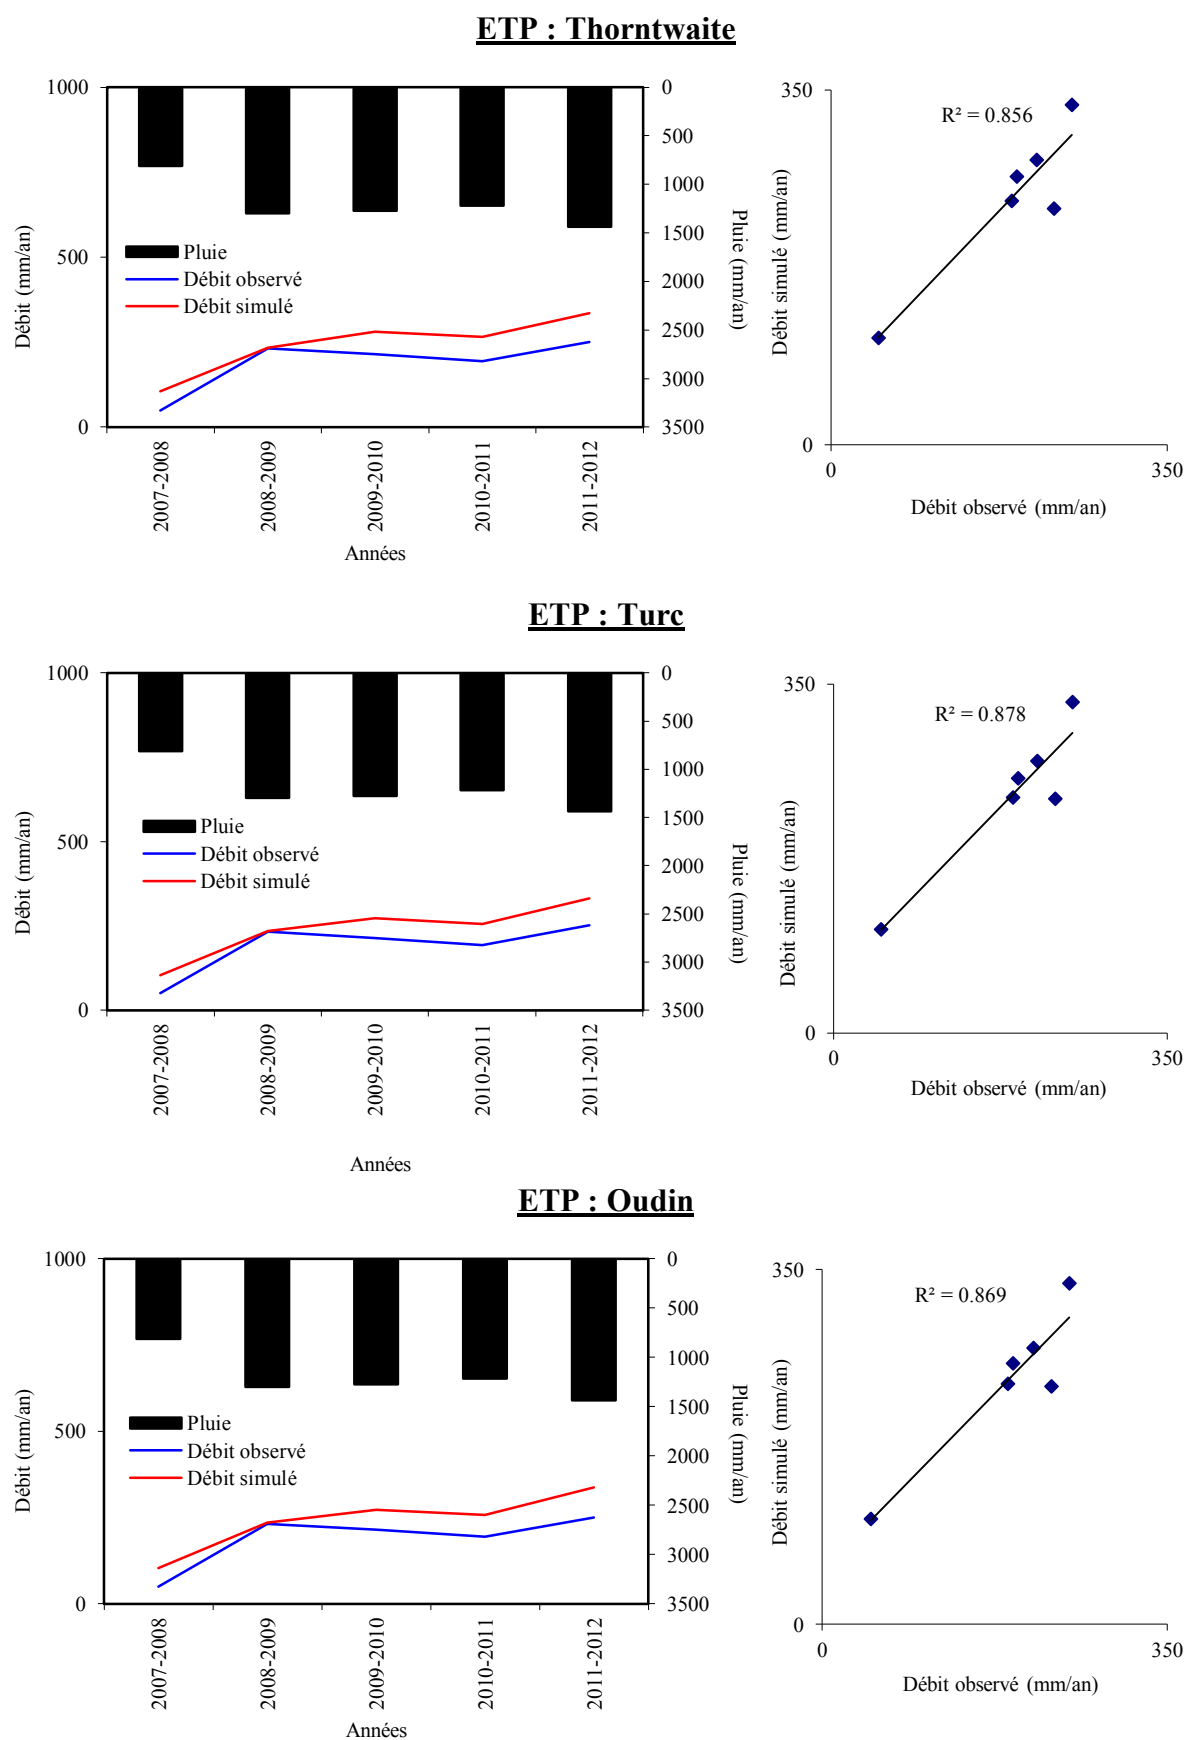 ETP : Thorntwaite
1000
500
0
Débit (mm/an)
0
500
1000
1500
2000
2500
3000
3500
Pluie (mm/an)
Pluie
Débit observé
Débit simulé
2007-2008
2008-2009
2009-2010
2010-2011
2011-2012
Années
350
0
Débit simulé (mm/an)
R² = 0.856
0
350
Débit observé (mm/an)
ETP : Turc
1000
500
0
Débit (mm/an)
0
500
1000
1500
2000
2500
3000
3500
Pluie (mm/an)
Pluie
Débit observé
Débit simulé
2007-2008
2008-2009
2009-2010
2010-2011
2011-2012
Années
350
0
Débit simulé (mm/an)
R² = 0.878
0
350
Débit observé (mm/an)
ETP : Oudin
1000
500
0
Débit (mm/an)
0
500
1000
1500
2000
2500
3000
3500
Pluie (mm/an)
Pluie
Débit observé
Débit simulé
2007-2008
2008-2009
2009-2010
2010-2011
2011-2012
Années
350
0
Débit simulé (mm/an)
R² = 0.869
0
350
Débit observé (mm/an)